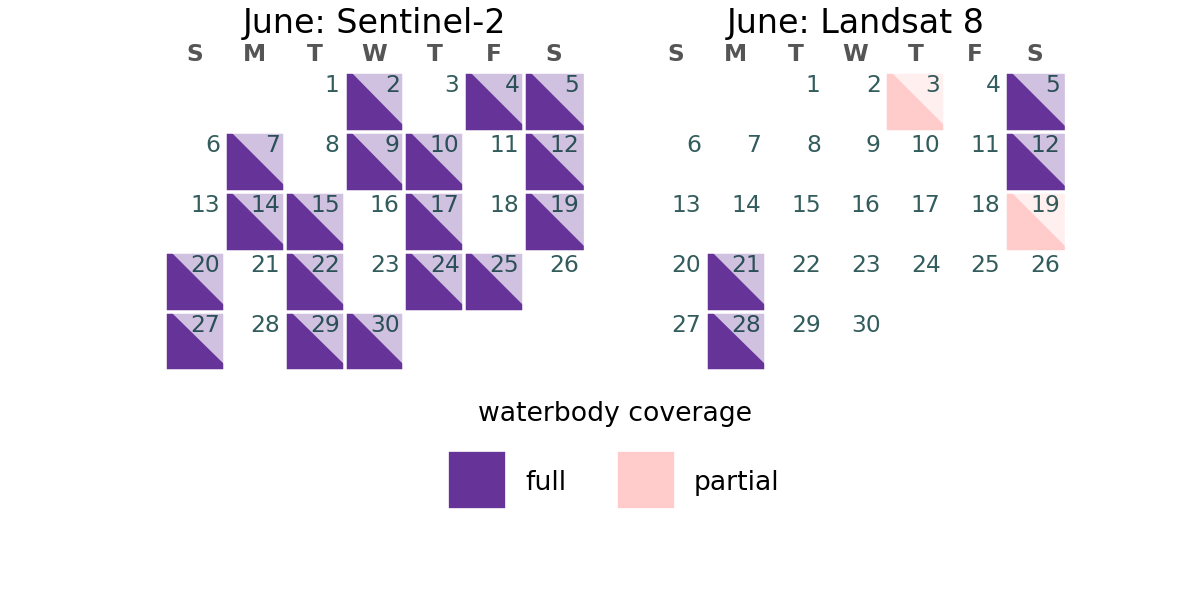 June: Sentinel-2
S M T W T F S
1 2 3 4 5
6 7 8 9 10 11 12
13 14 15 16 17 18 19
20 21 22 23 24 25 26
27 28 29 30
June: Landsat 8
S M T W T F S
1 2 3 4 5
6 7 8 9 10 11 12
13 14 15 16 17 18 19
20 21 22 23 24 25 26
27 28 29 30
waterbody coverage
full
partial